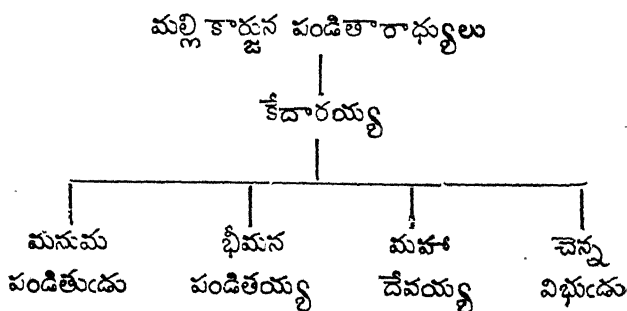 మల్లి కార్జున పండితారాధ్యులు
కేదారయ్య
మనుమ భీమన మహా చెన్న
పండితుఁడు పండితయ్య దేవయ్య విభుఁడు